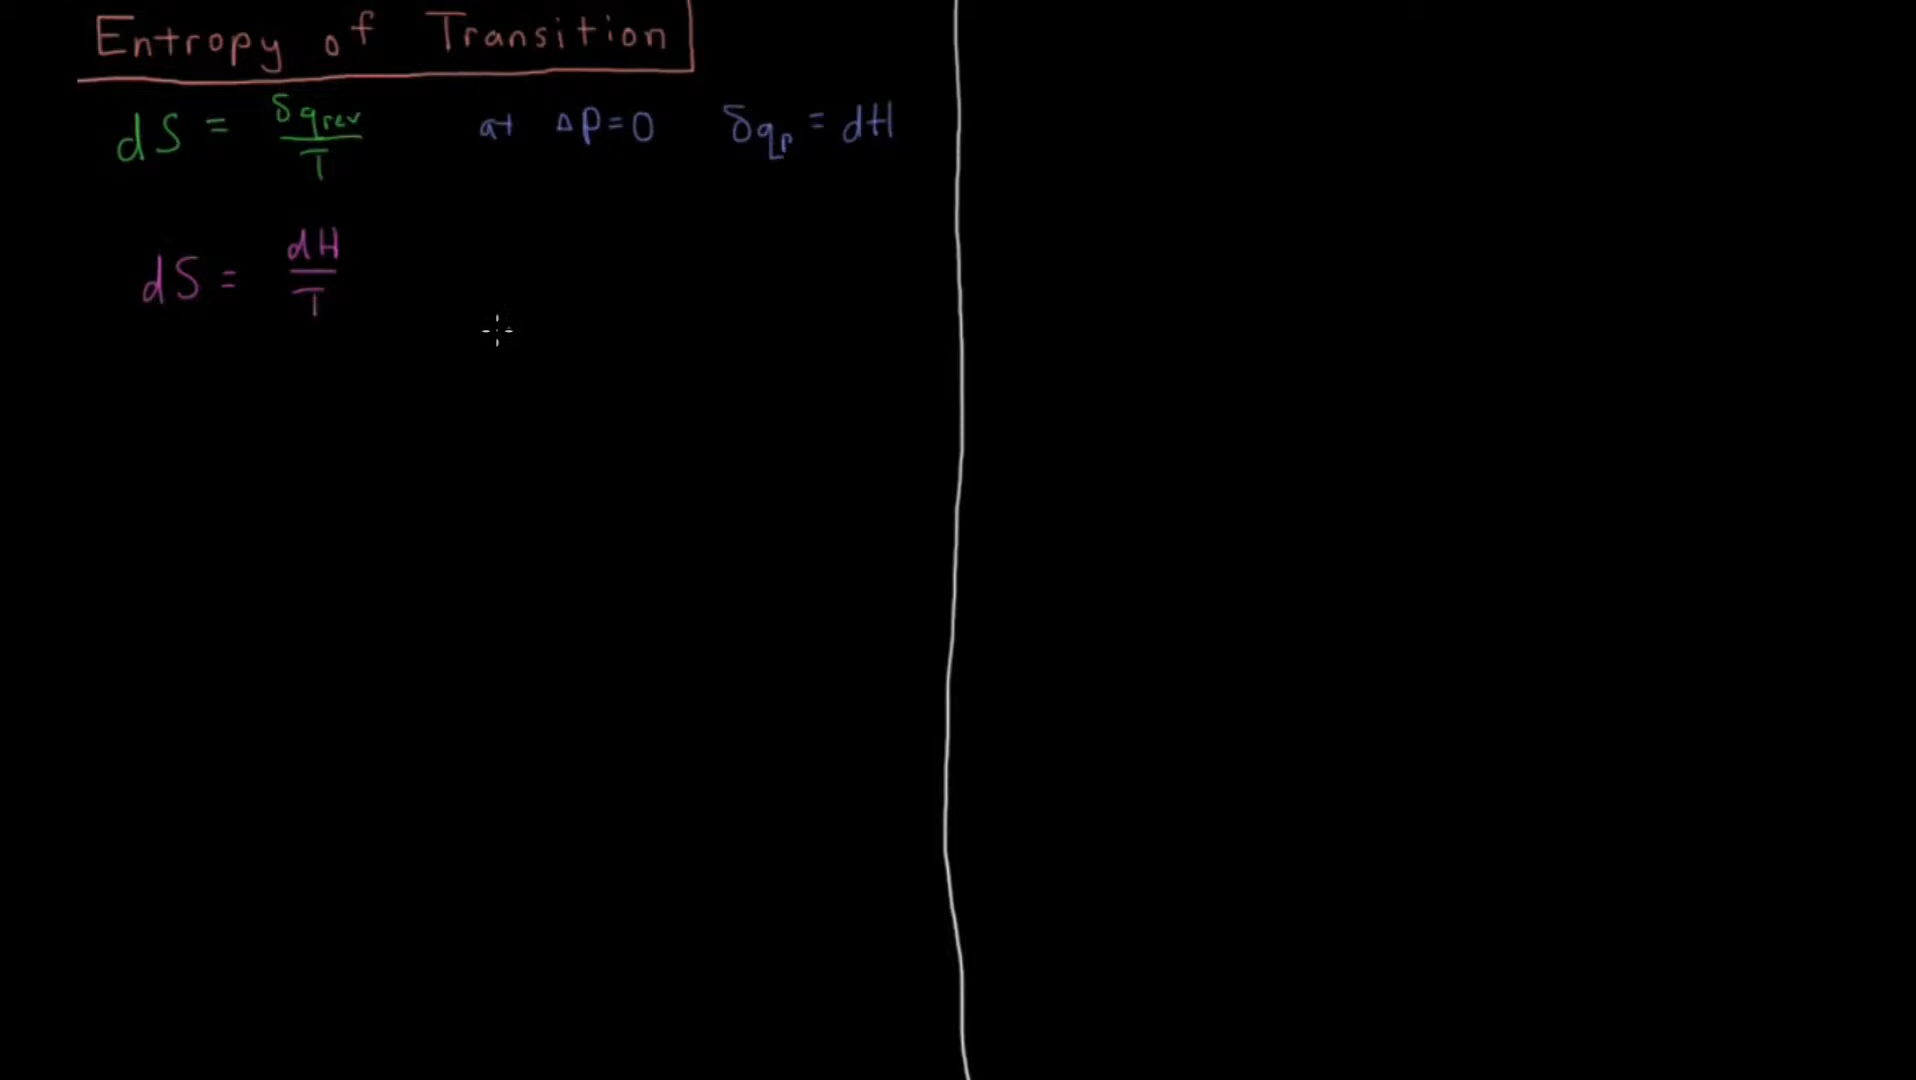 Entropy of Transition
dS = δq_rev / T at ΔP=0 δq_p = dH
dS = dH / T